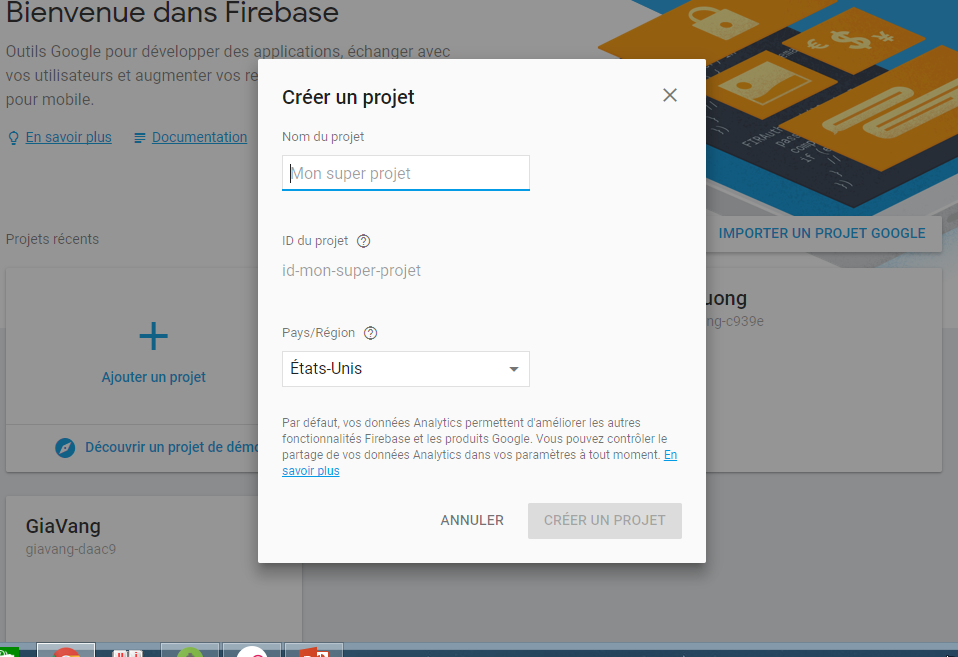 Bienvenue dans Firebase
Outils Google pour développer des applications, échanger avec
vos utilisateurs et augmenter vos
pour mobile.
En savoir plus
Documentation
Projets récents
Ajouter un projet
Découvrir un projet de démo
GiaVang
giavang-daac9
Créer un projet
Nom du projet
Mon super projet
ID du projet
id-mon-super-projet
Pays/Région
États-Unis
Par défaut, vos données Analytics permettent d'améliorer les autres
fonctionnalités Firebase et les produits Google. Vous pouvez contrôler le
partage de vos données Analytics dans vos paramètres à tout moment. En
savoir plus
ANNULER
CRÉER UN PROJET
IMPORTER UN PROJET GOOGLE
uong
ng-c939e